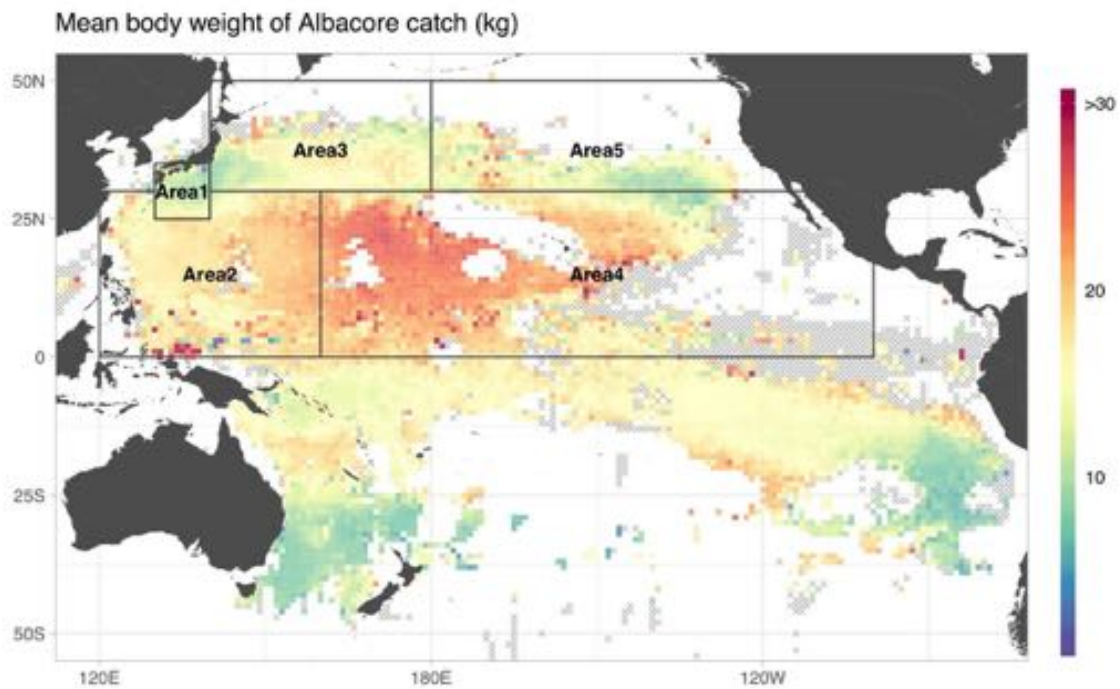 Mean body weight of Albacore catch (kg)
50N
>30
Area3
Area5
Area1
25N
20
Area2
Area4
0
10
25S
50S
120E
180E
120W